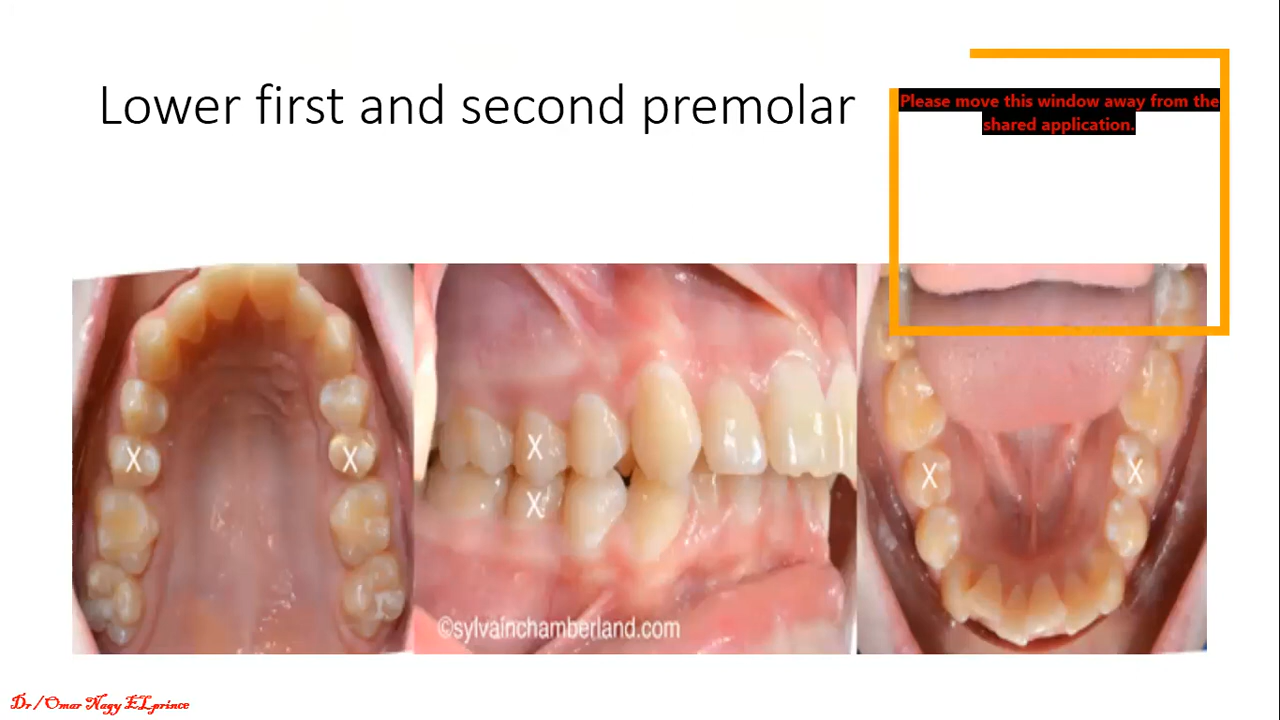 Lower first and second premolar
Please move this window away from the
shared application.
X
X
X
X
X
X
©sylvainchamberland.com
Dr/Omar Nagy ELprince